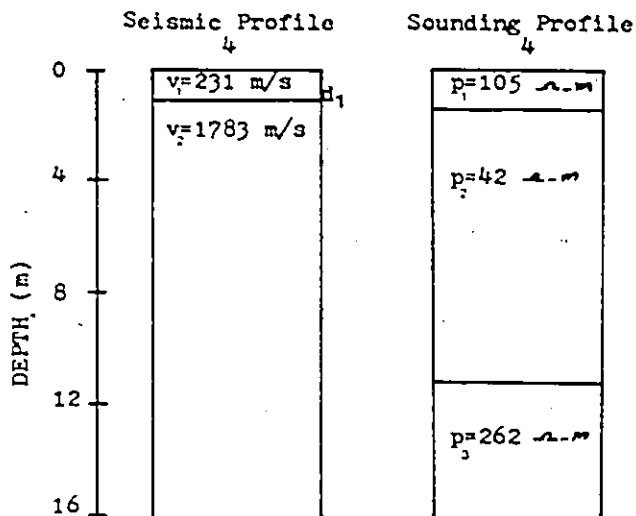 Seismic Profile
4
Sounding Profile
4
0
4
8
12
16
DEPTH (m)
v₁=231 m/s
H₁
v₂=1783 m/s
p₁=105 Ω-m
p₂=42 Ω-m
p₃=262 Ω-m